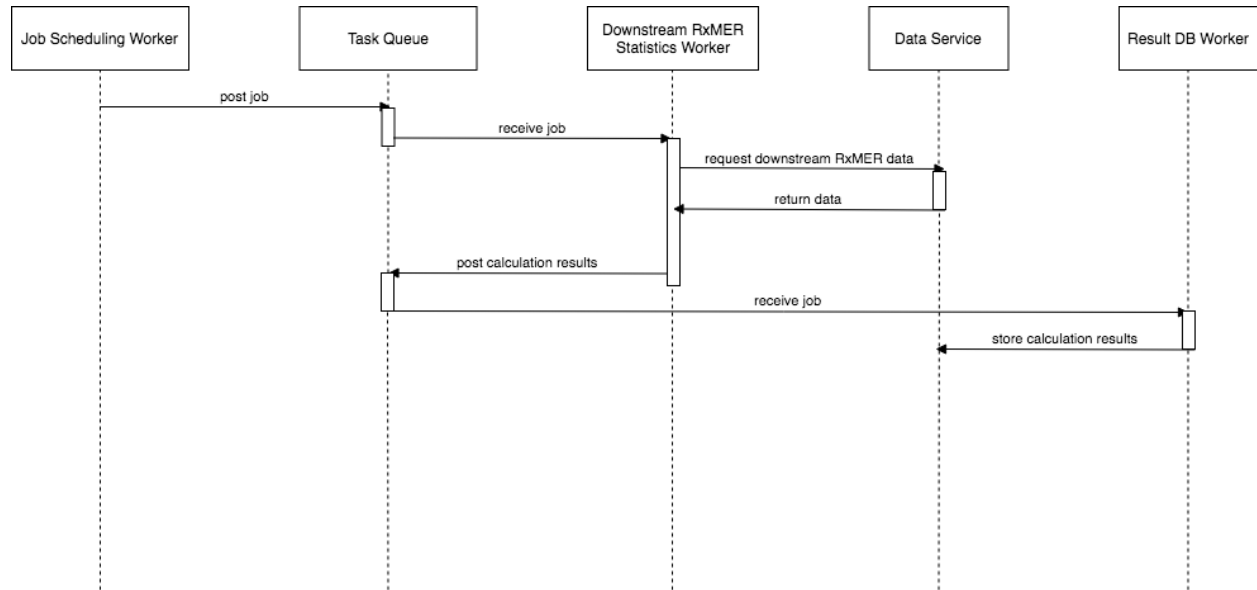 Job Scheduling Worker
Task Queue
Downstream RxMER
Statistics Worker
Data Service
Result DB Worker
post job
receive job
request downstream RxMER data
return data
post calculation results
receive job
store calculation results